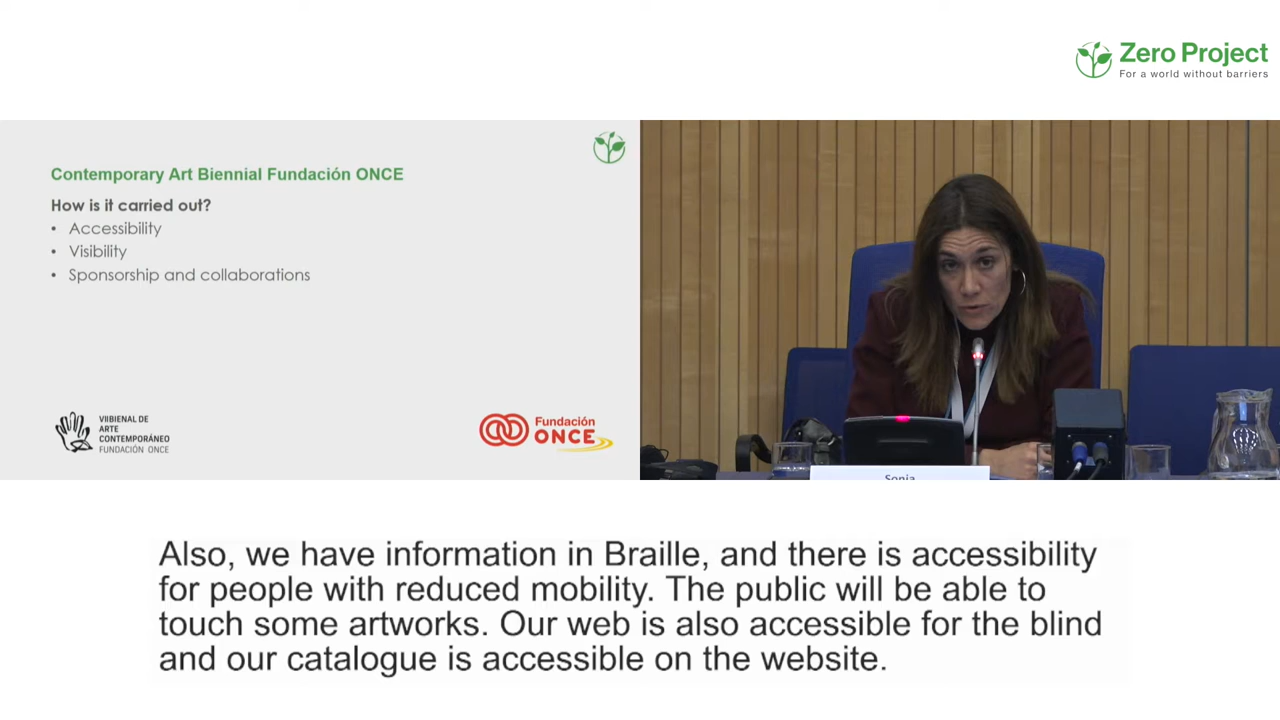 Zero Project
For a world without barriers
Contemporary Art Biennial Fundación ONCE
How is it carried out?
• Accessibility
• Visibility
• Sponsorship and collaborations
VIIBIENAL DE
ARTE
CONTEMPORÁNEO
FUNDACIÓN ONCE
Fundación
ONCE
Sonia
Also, we have information in Braille, and there is accessibility
for people with reduced mobility. The public will be able to
touch some artworks. Our web is also accessible for the blind
and our catalogue is accessible on the website.